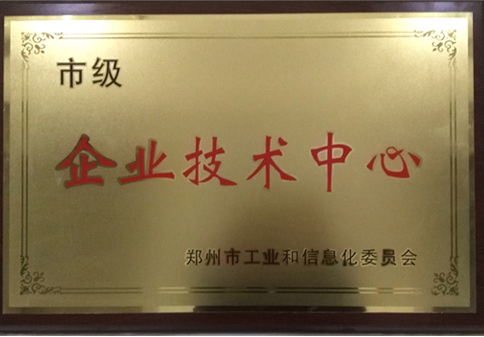 市级
企业技术中心
郑州市工业和信息化委员会